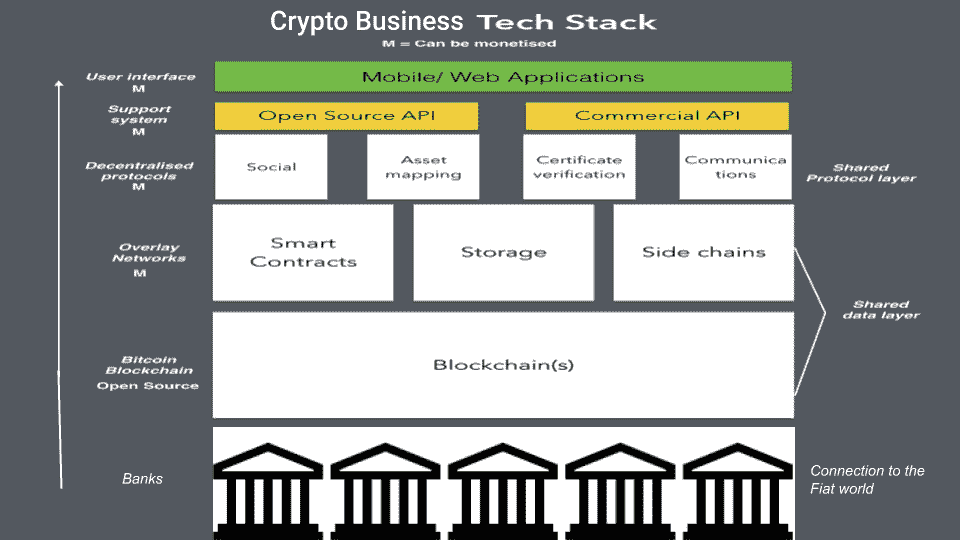 Crypto Business Tech Stack
M = Can be monetised
User interface
M
Mobile/ Web Applications
Support
system
M
Open Source API
Commercial API
Decentralised
protocols
M
Social
Asset
mapping
Certificate
verification
Communica
tions
Shared
Protocol layer
Overlay
Networks
M
Smart
Contracts
Storage
Side chains
Shared
data layer
Bitcoin
Blockchain
Open Source
Blockchain(s)
Banks
Connection to the
Fiat world